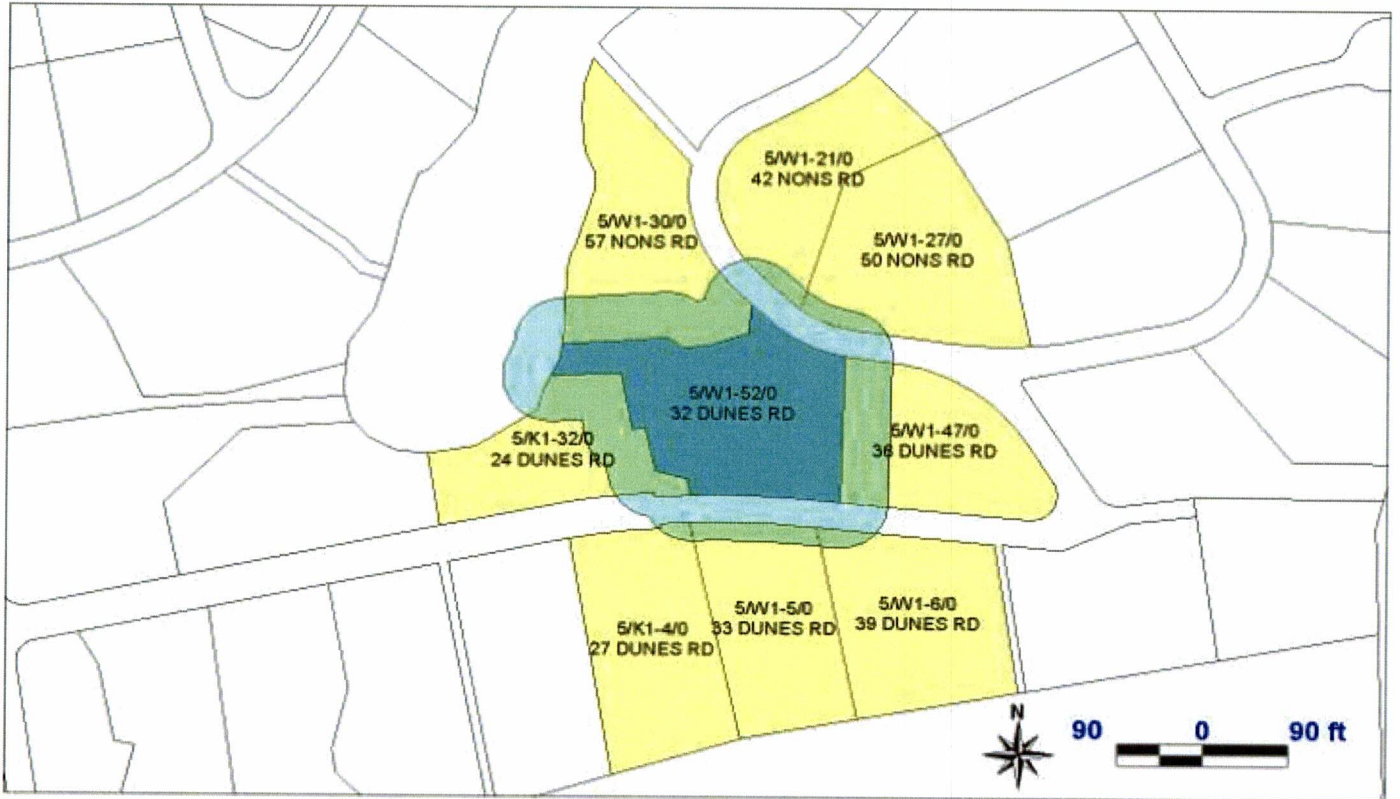 5/W1-21/0
42 NONS RD
5/W1-30/0
57 NONS RD
5/W1-27/0
50 NONS RD
5/W1-52/0
32 DUNES RD
5/K1-32/0
24 DUNES RD
5/W1-47/0
36 DUNES RD
5/K1-4/0
27 DUNES RD
5/W1-5/0
33 DUNES RD
5/W1-6/0
39 DUNES RD
N
90 0 90 ft